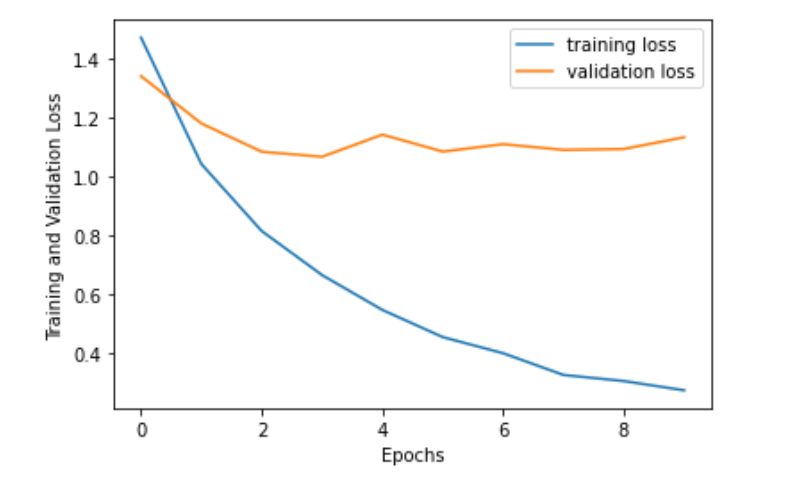 training loss
validation loss
Training and Validation Loss
1.4
1.2
1.0
0.8
0.6
0.4
0 2 4 6 8
Epochs